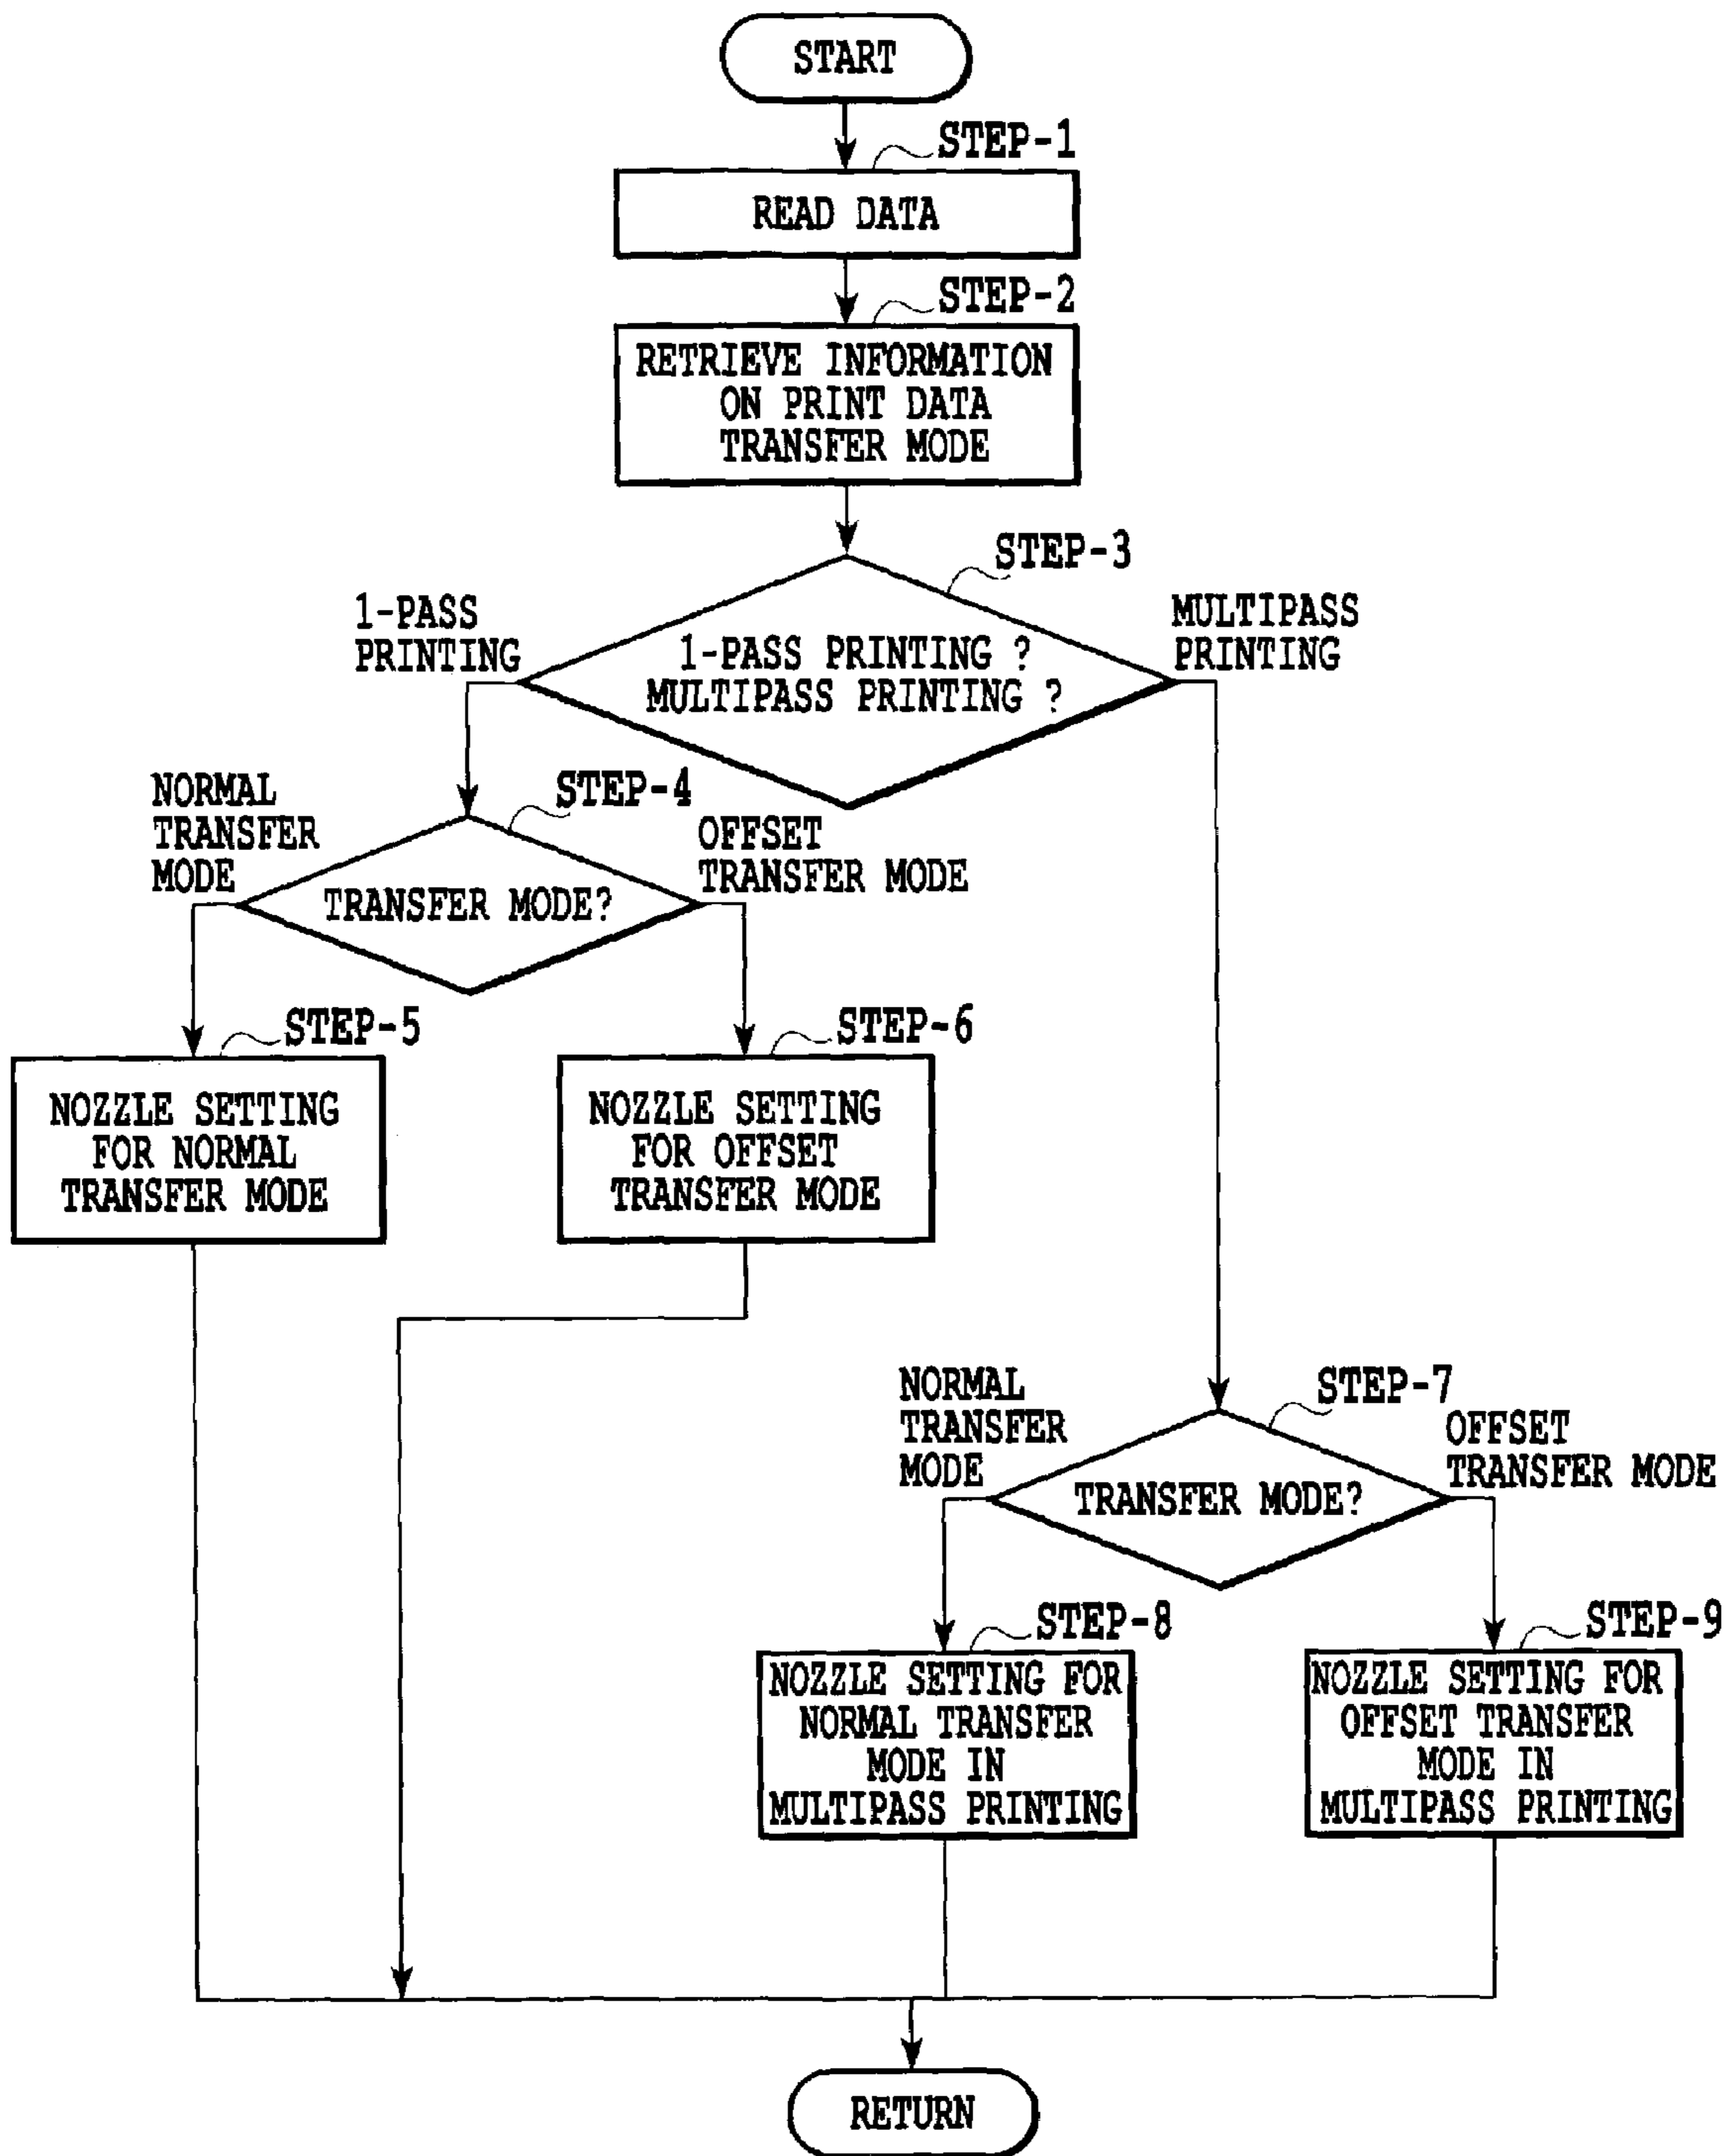 START
STEP-1
READ DATA
STEP-2
RETRIEVE INFORMATION
ON PRINT DATA
TRANSFER MODE
STEP-3
1-PASS
PRINTING
MULTIPASS
PRINTING
1-PASS PRINTING ?
MULTIPASS PRINTING ?
STEP-4
NORMAL
TRANSFER
MODE
OFFSET
TRANSFER MODE
TRANSFER MODE?
STEP-5
NOZZLE SETTING
FOR NORMAL
TRANSFER MODE
STEP-6
NOZZLE SETTING
FOR OFFSET
TRANSFER MODE
STEP-7
NORMAL
TRANSFER
MODE
OFFSET
TRANSFER MODE
TRANSFER MODE?
STEP-8
NOZZLE SETTING FOR
NORMAL TRANSFER
MODE IN
MULTIPASS PRINTING
STEP-9
NOZZLE SETTING FOR
OFFSET TRANSFER
MODE IN
MULTIPASS PRINTING
RETURN